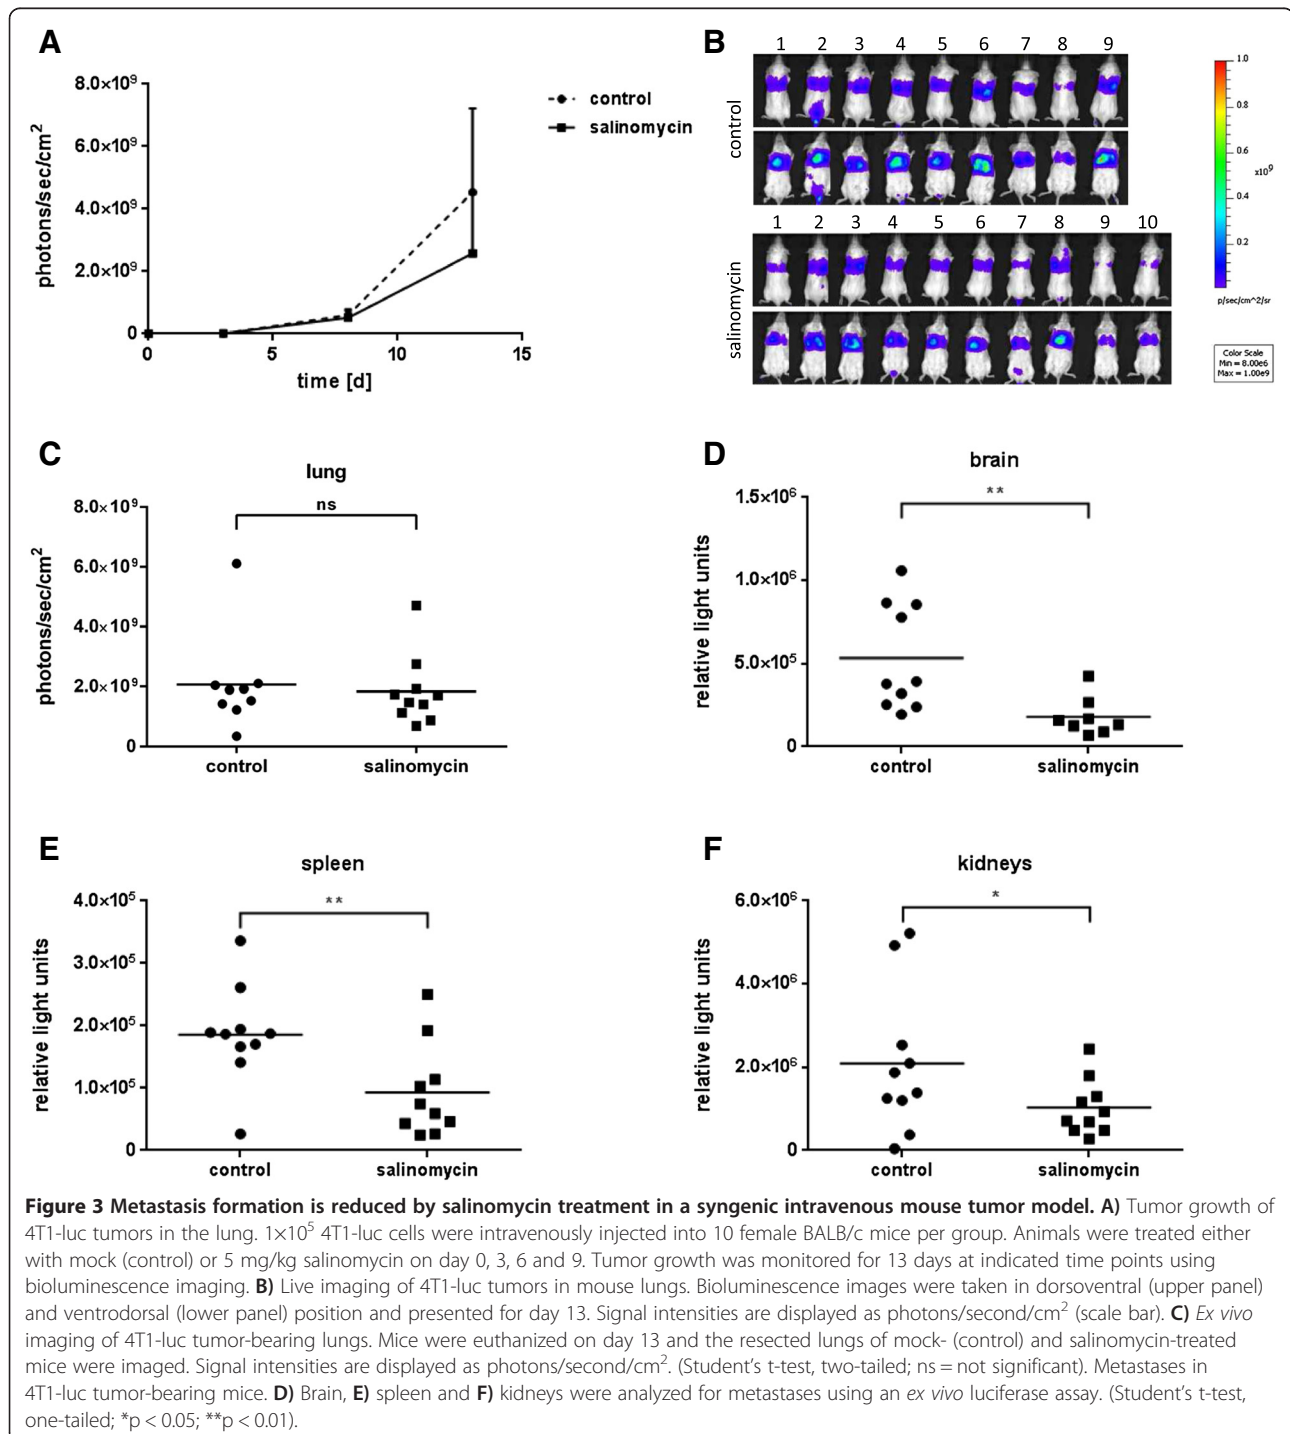 A
8.0×10⁹
6.0×10⁹
4.0×10⁹
2.0×10⁹
0
photons/sec/cm²
0 5 10 15
time [d]
control
salinomycin
B
1 2 3 4 5 6 7 8 9
control
1 2 3 4 5 6 7 8 9 10
salinomycin
1.0
0.8
0.6
x10⁹
0.4
0.2
p/sec/cm^2/sr
Color Scale
Min = 8.00e6
Max = 1.00e9
C
lung
ns
8.0×10⁹
6.0×10⁹
4.0×10⁹
2.0×10⁹
0
photons/sec/cm²
control salinomycin
D
brain
**
1.5×10⁶
1.0×10⁶
5.0×10⁵
0
relative light units
control salinomycin
E
spleen
**
4.0×10⁵
3.0×10⁵
2.0×10⁵
1.0×10⁵
0
relative light units
control salinomycin
F
kidneys
*
6.0×10⁶
4.0×10⁶
2.0×10⁶
0
relative light units
control salinomycin
Figure 3 Metastasis formation is reduced by salinomycin treatment in a syngenic intravenous mouse tumor model. A) Tumor growth of
4T1-luc tumors in the lung. 1×10⁵ 4T1-luc cells were intravenously injected into 10 female BALB/c mice per group. Animals were treated either
with mock (control) or 5 mg/kg salinomycin on day 0, 3, 6 and 9. Tumor growth was monitored for 13 days at indicated time points using
bioluminescence imaging. B) Live imaging of 4T1-luc tumors in mouse lungs. Bioluminescence images were taken in dorsoventral (upper panel)
and ventrodorsal (lower panel) position and presented for day 13. Signal intensities are displayed as photons/second/cm² (scale bar). C) Ex vivo
imaging of 4T1-luc tumor-bearing lungs. Mice were euthanized on day 13 and the resected lungs of mock- (control) and salinomycin-treated
mice were imaged. Signal intensities are displayed as photons/second/cm². (Student's t-test, two-tailed; ns = not significant). Metastases in
4T1-luc tumor-bearing mice. D) Brain, E) spleen and F) kidneys were analyzed for metastases using an ex vivo luciferase assay. (Student's t-test,
one-tailed; *p < 0.05; **p < 0.01).